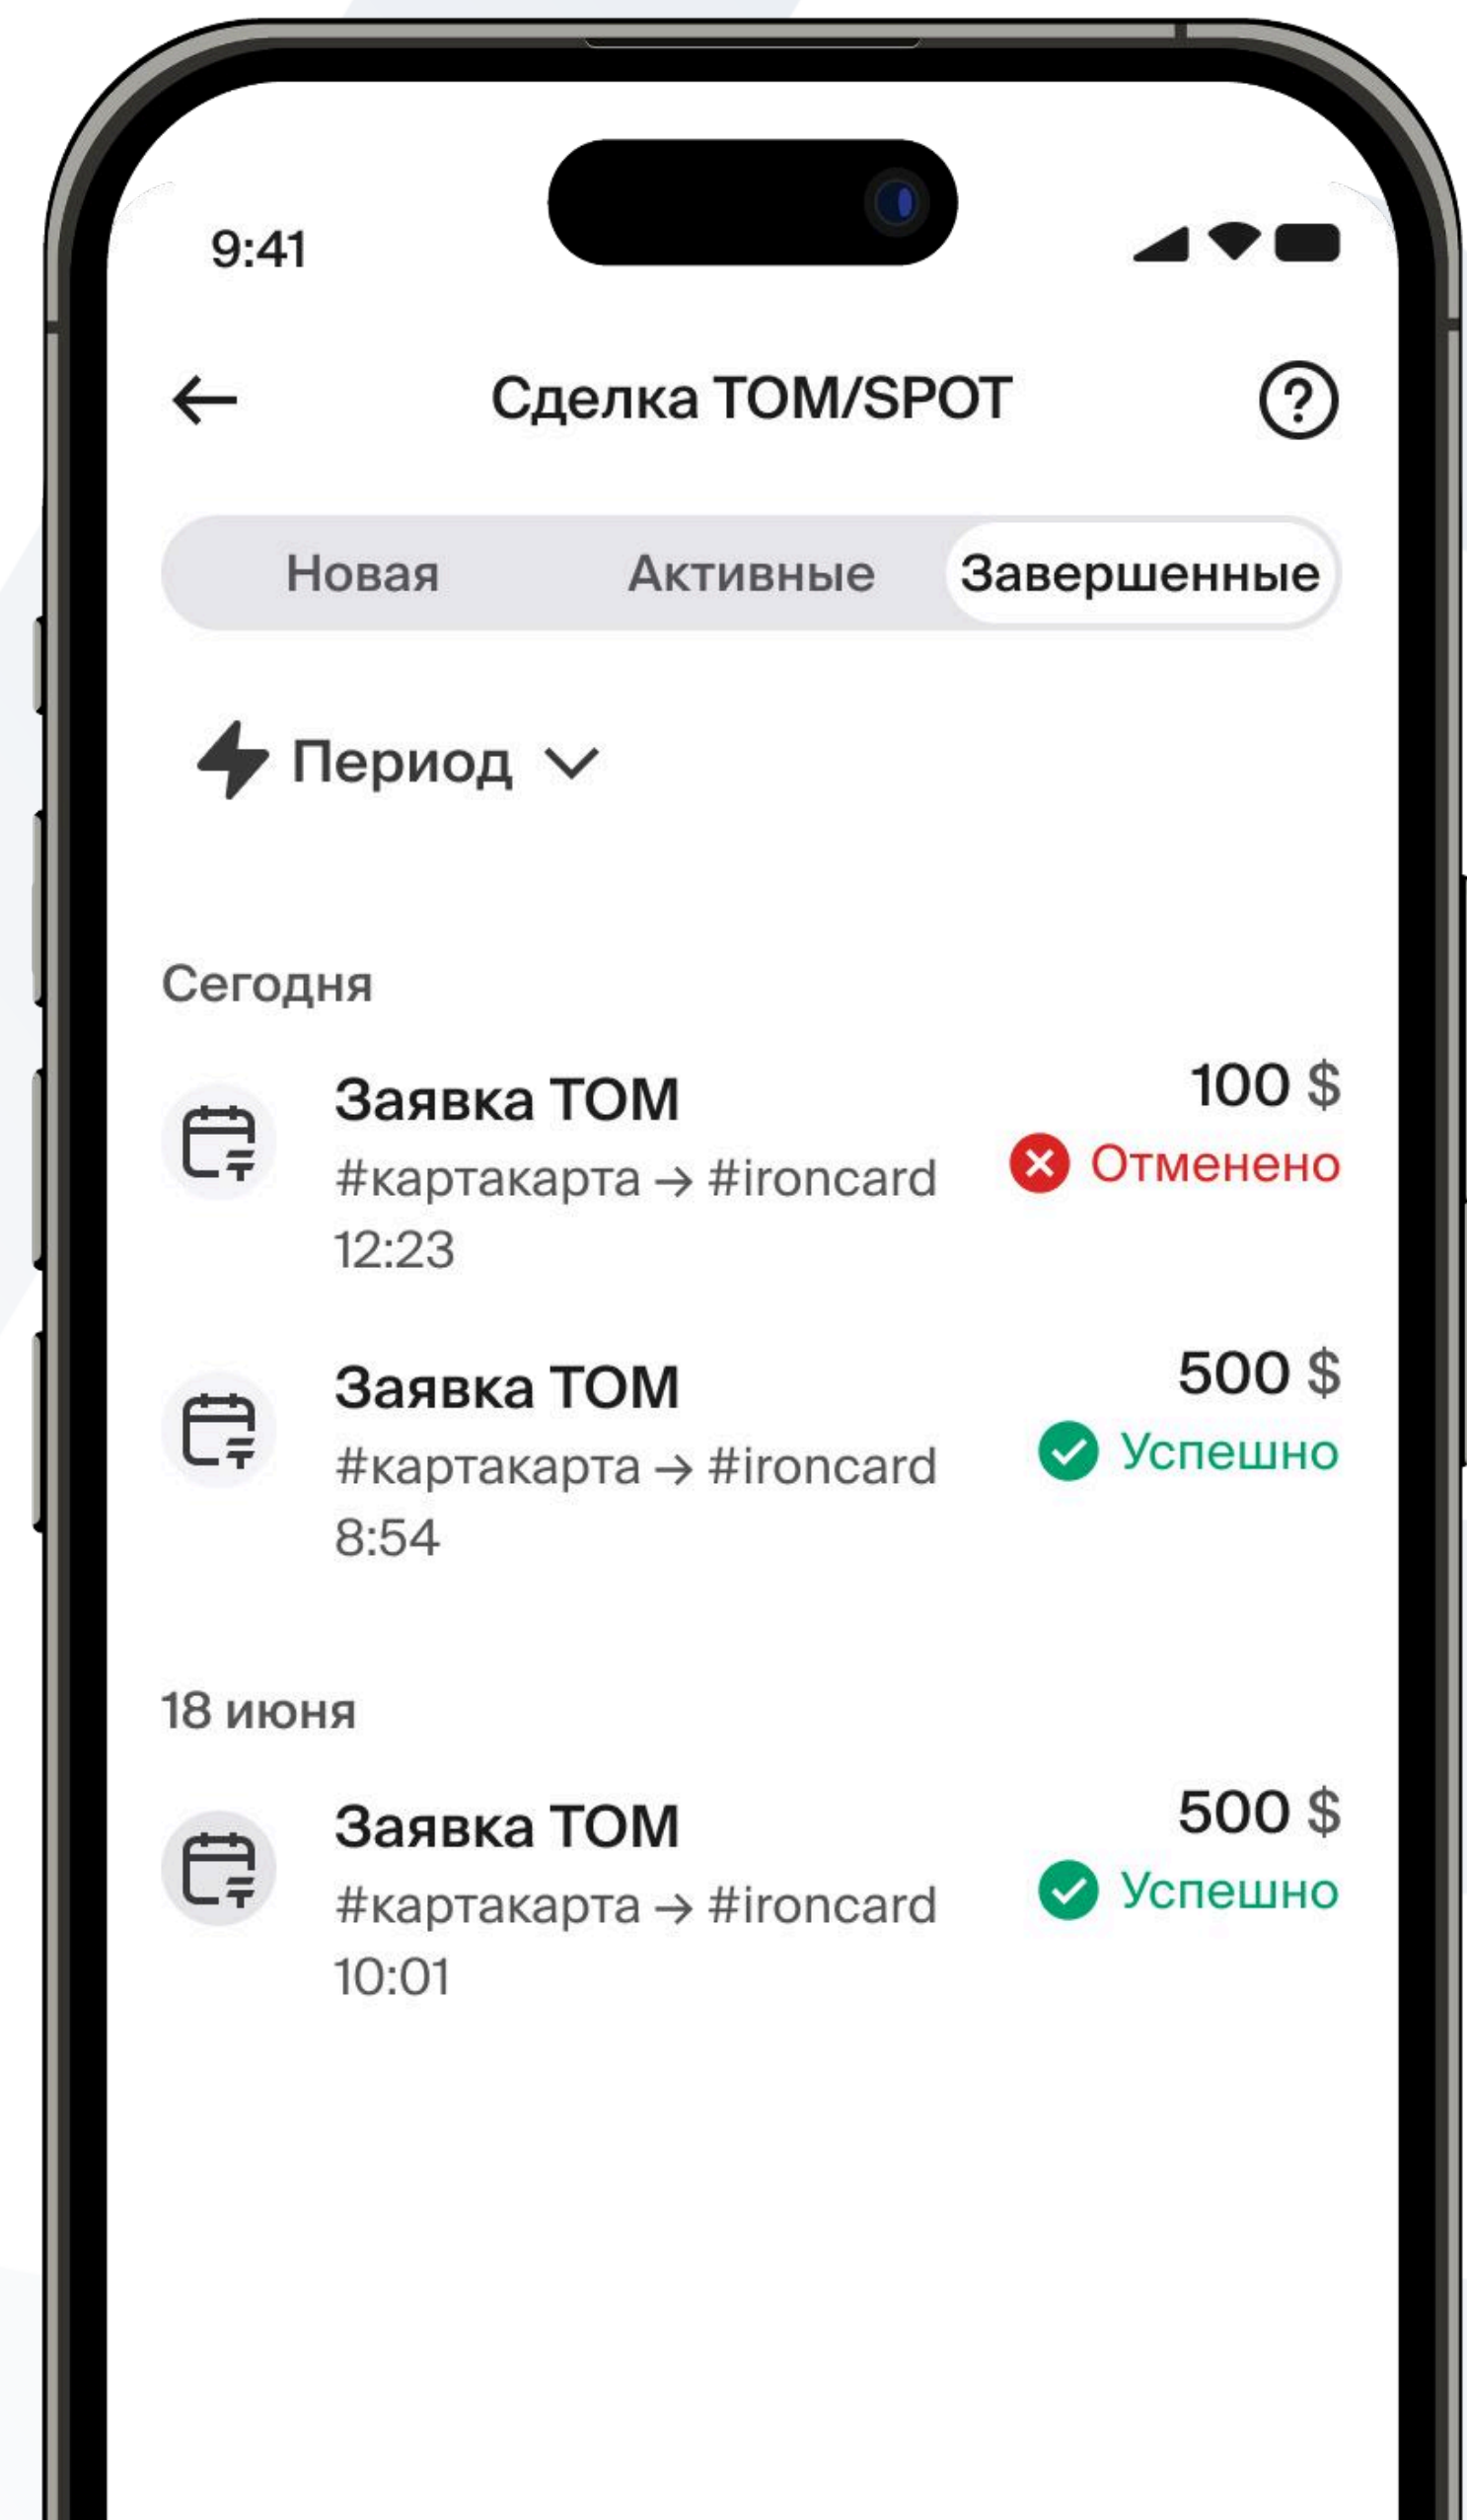 9:41
Сделка TOM/SPOT
Новая Активные Завершенные
Период
Сегодня
Заявка TOM 100 $
#картакарта → #ironcard Отменено
12:23
Заявка TOM 500 $
#картакарта → #ironcard Успешно
8:54
18 июня
Заявка TOM 500 $
#картакарта → #ironcard Успешно
10:01